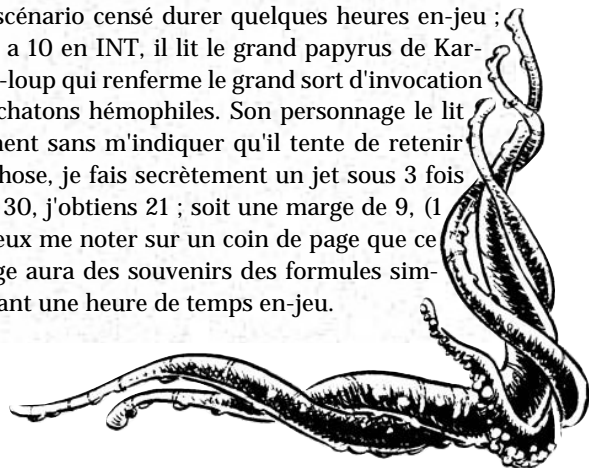 scénario censé durer quelques heures en-jeu ;
a 10 en INT, il lit le grand papyrus de Kar-
-loup qui renferme le grand sort d'invocation
chatons hémophiles. Son personnage le lit
ment sans m'indiquer qu'il tente de retenir
hose, je fais secrètement un jet sous 3 fois
30, j'obtiens 21 ; soit une marge de 9, (1
eux me noter sur un coin de page que ce
ge aura des souvenirs des formules sim-
ant une heure de temps en-jeu.